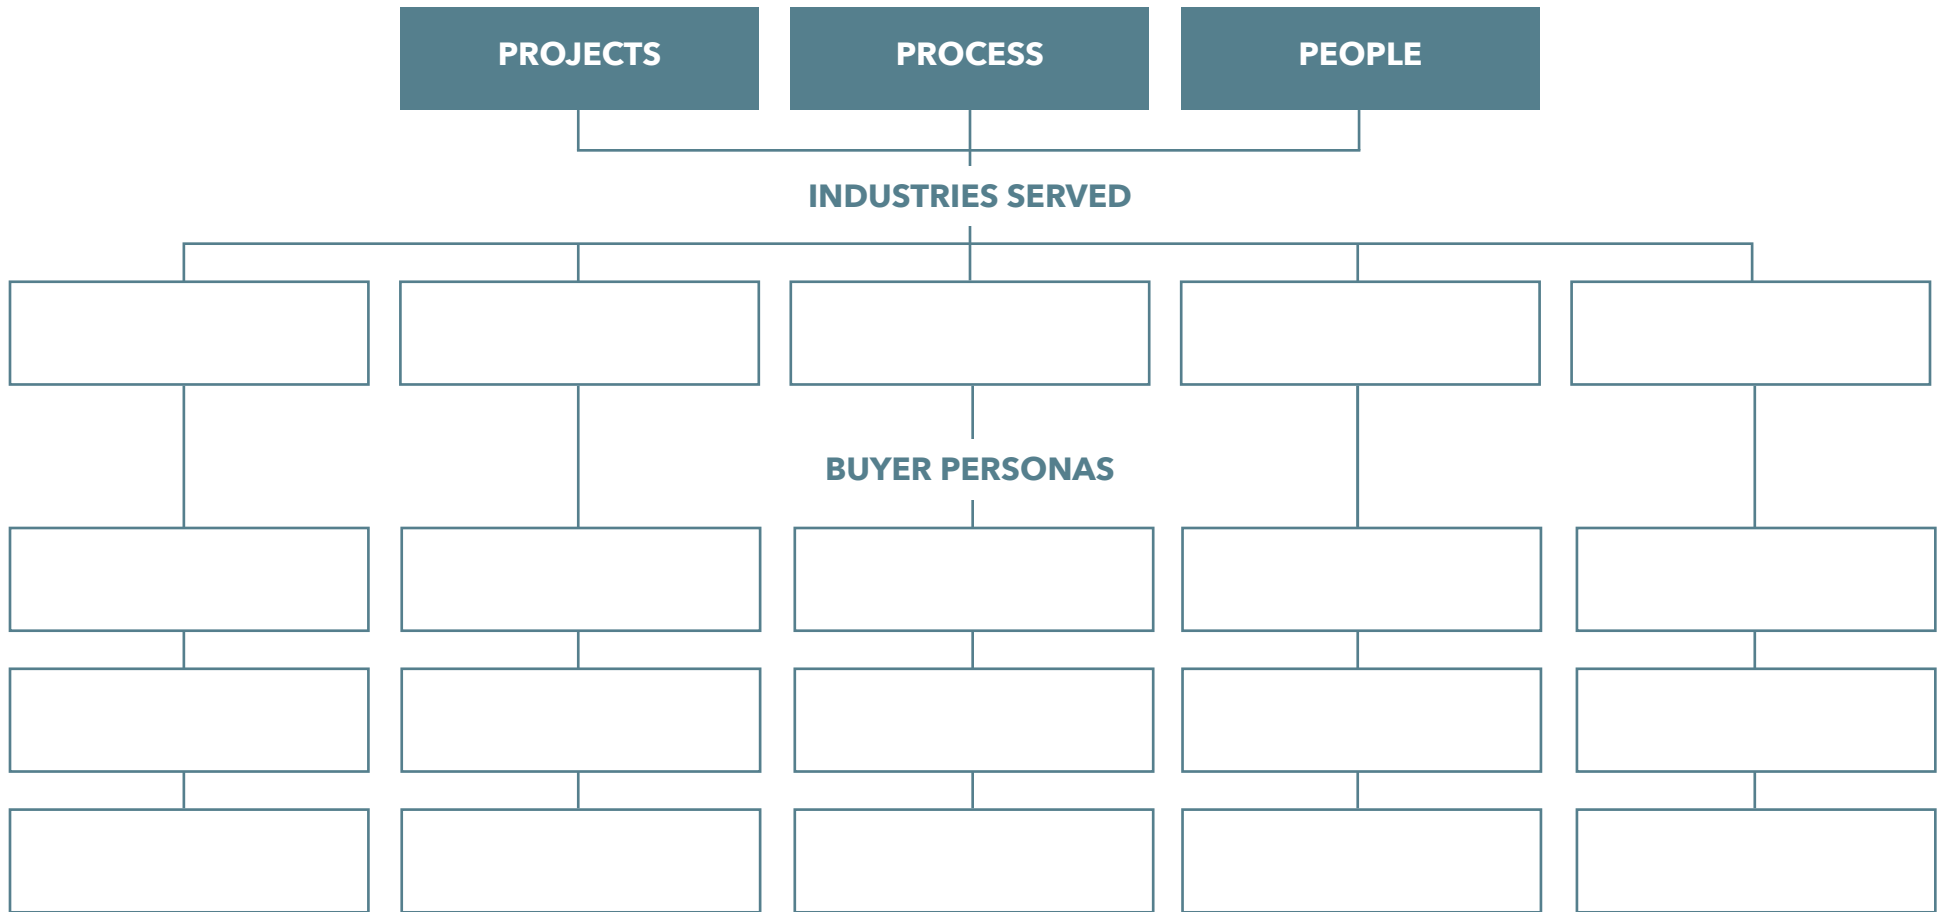 PROJECTS
PROCESS
PEOPLE
INDUSTRIES SERVED
BUYER PERSONAS